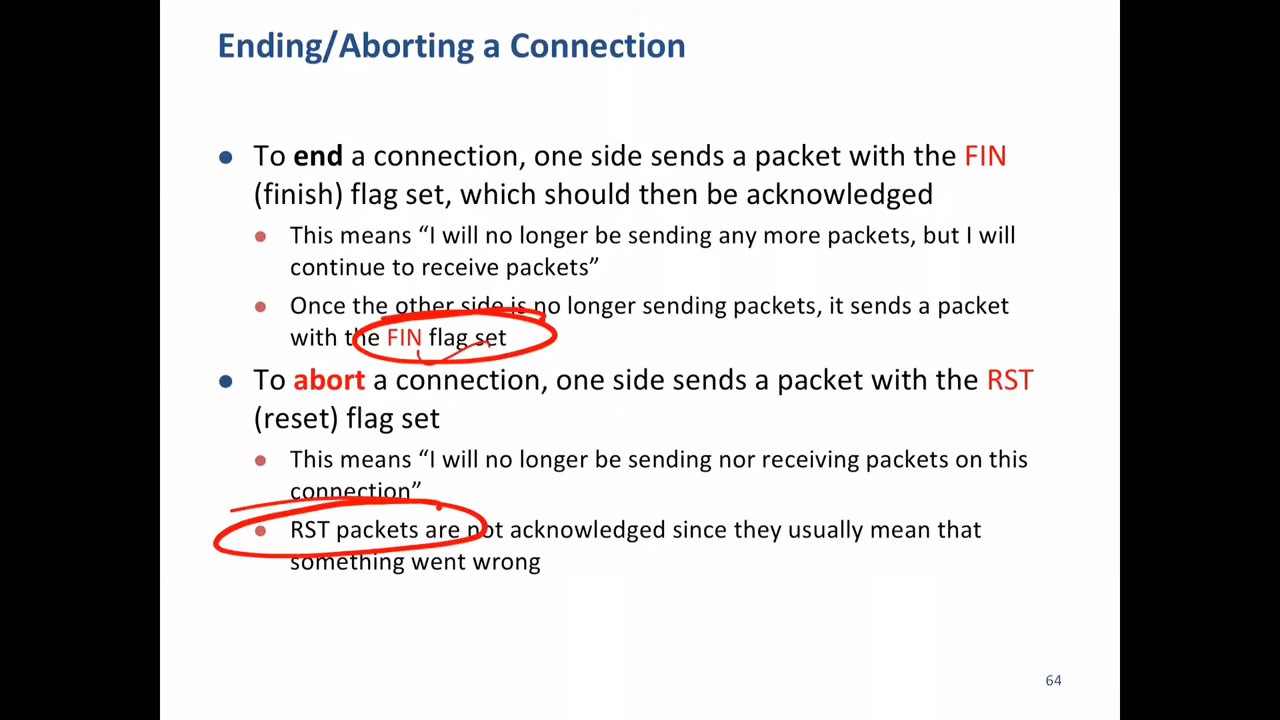 Ending/Aborting a Connection
● To end a connection, one side sends a packet with the FIN
(finish) flag set, which should then be acknowledged
● This means “I will no longer be sending any more packets, but I will
continue to receive packets”
● Once the other side is no longer sending packets, it sends a packet
with the FIN flag set
● To abort a connection, one side sends a packet with the RST
(reset) flag set
● This means “I will no longer be sending nor receiving packets on this
connection”
● RST packets are not acknowledged since they usually mean that
something went wrong
64